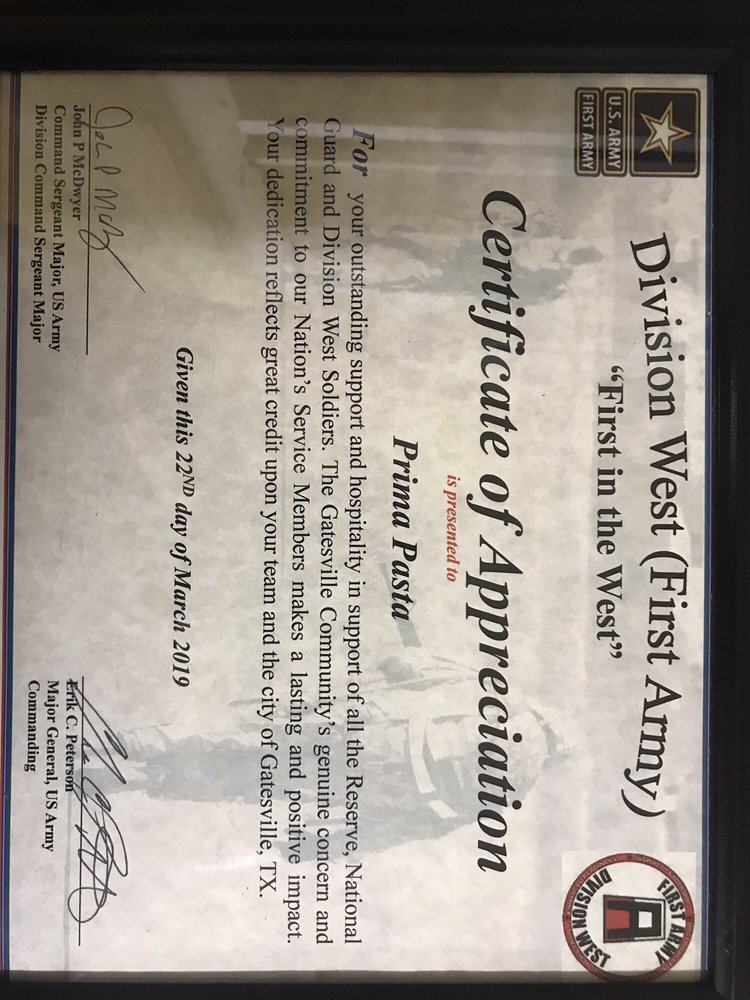 U.S. ARMY
FIRST ARMY
Division West (First Army)
“First in the West”
FIRST ARMY
DIVISION WEST
Certificate of Appreciation
is presented to
Prima Pasta
For your outstanding support and hospitality in support of all the Reserve, National
Guard and Division West Soldiers. The Gatesville Community’s genuine concern and
commitment to our Nation’s Service Members makes a lasting and positive impact.
Your dedication reflects great credit upon your team and the city of Gatesville, TX.
Given this 22ND day of March 2019
John P McDwyer
Command Sergeant Major, US Army
Division Command Sergeant Major
Erik C. Peterson
Major General, US Army
Commanding